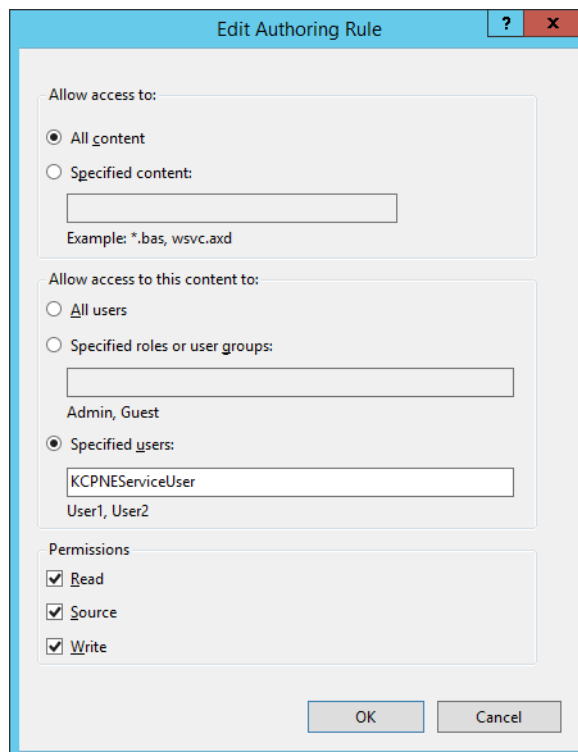 Edit Authoring Rule
? x
Allow access to:
All content
Specified content:
Example: *.bas, wsvc.axd
Allow access to this content to:
All users
Specified roles or user groups:
Admin, Guest
Specified users:
KCPNEServiceUser
User1, User2
Permissions
Read
Source
Write
OK Cancel